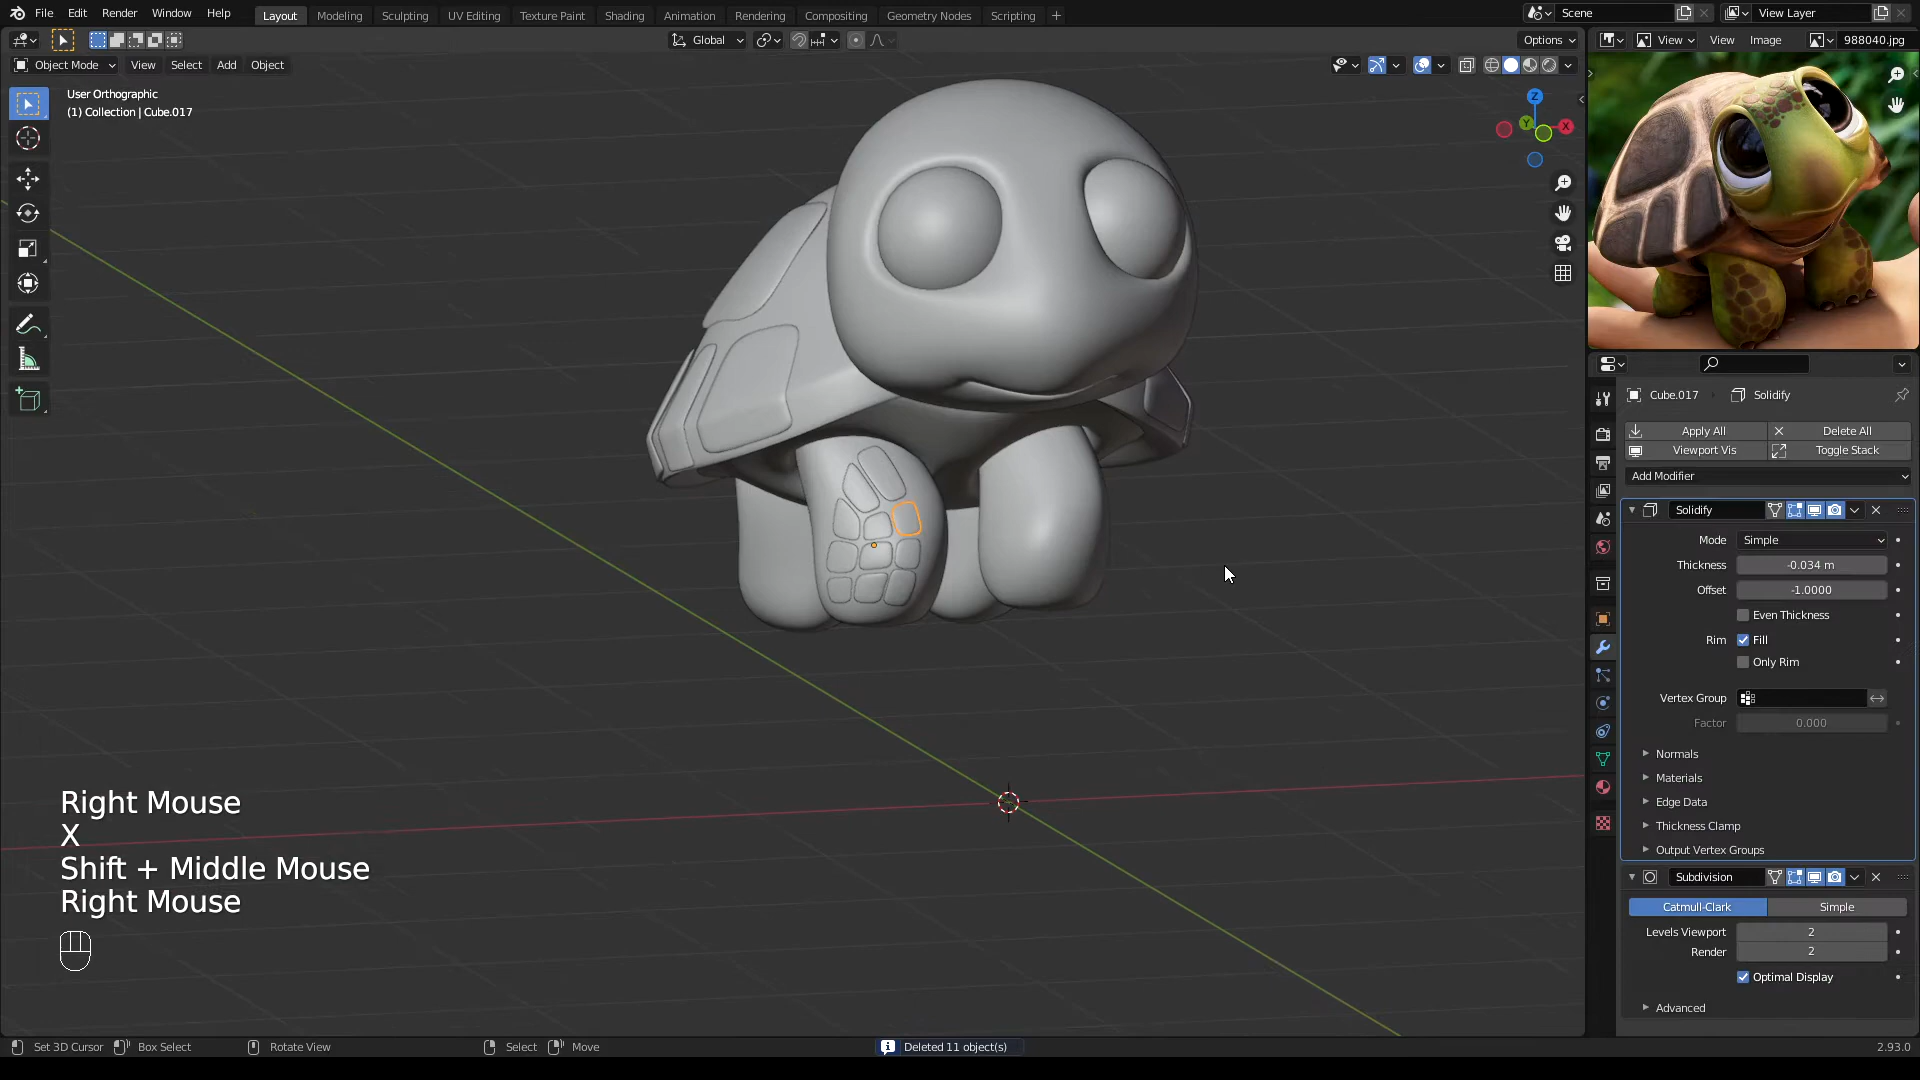 File Edit Render Window Help
Layout Modeling Sculpting UV Editing Texture Paint Shading Animation Rendering Compositing Geometry Nodes Scripting +
Scene
View Layer
Global
Options
View View Image 988040.jpg
Object Mode View Select Add Object
User Orthographic
(1) Collection | Cube.017
Z
Y
X
Cube.017 Solidify
Apply All Delete All
Viewport Vis Toggle Stack
Add Modifier
Solidify
Mode Simple
Thickness -0.034 m
Offset -1.0000
Even Thickness
Rim Fill
Only Rim
Vertex Group
Factor 0.000
Normals
Materials
Edge Data
Thickness Clamp
Output Vertex Groups
Subdivision
Catmull-Clark Simple
Levels Viewport 2
Render 2
Optimal Display
Advanced
Right Mouse
X
Shift + Middle Mouse
Right Mouse
Set 3D Cursor Box Select Rotate View Select Move Deleted 11 object(s) 2.93.0